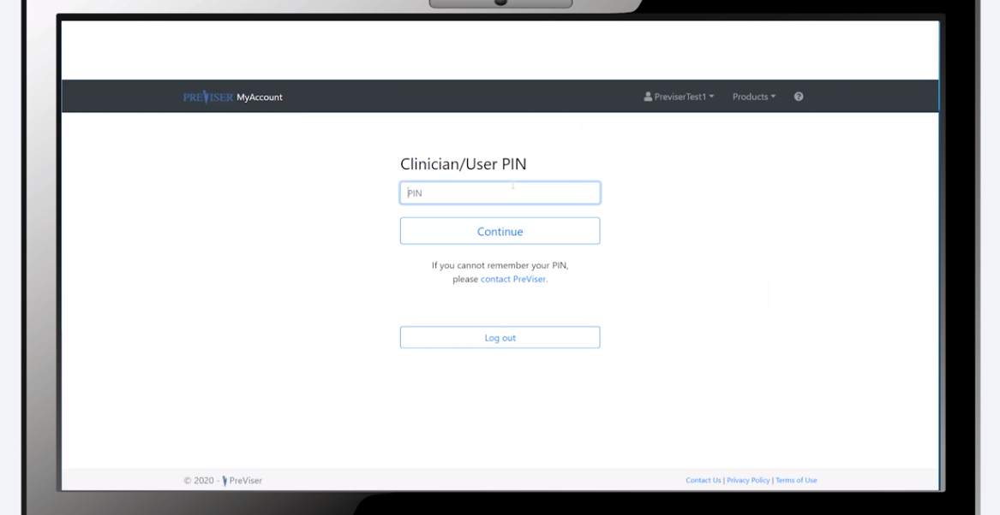 PREVISER MyAccount
PreviserTest1 Products ?
Clinician/User PIN
PIN
Continue
If you cannot remember your PIN,
please contact PreViser.
Log out
© 2020 - PreViser
Contact Us | Privacy Policy | Terms of Use